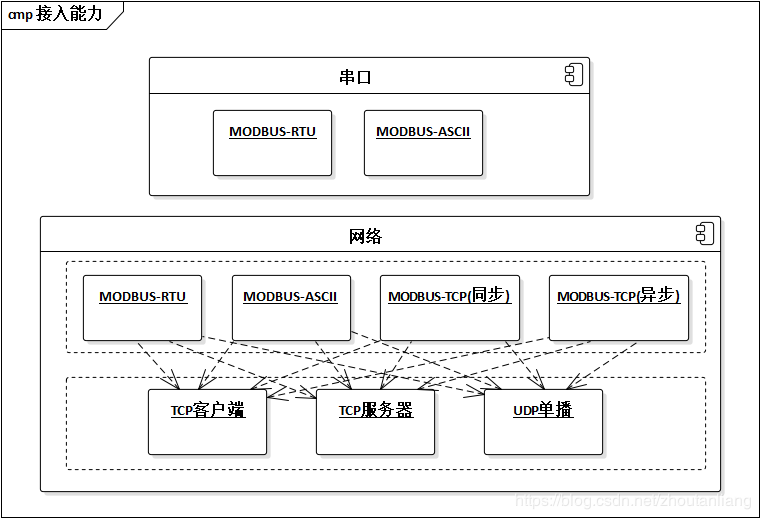 cmp 接入能力
串口
MODBUS-RTU
MODBUS-ASCII
网络
MODBUS-RTU
MODBUS-ASCII
MODBUS-TCP(同步)
MODBUS-TCP(异步)
TCP客户端
TCP服务器
UDP单播
https://blog.csdn.net/zhoutanliang